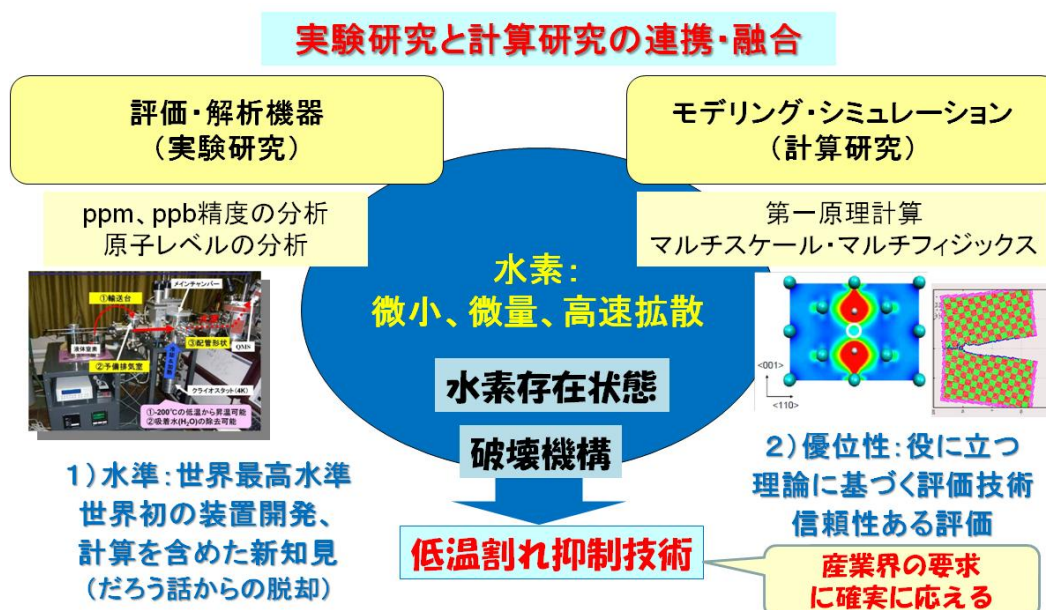 実験研究と計算研究の連携・融合
評価・解析機器
（実験研究）
モデリング・シミュレーション
（計算研究）
ppm、ppb精度の分析
原子レベルの分析
第一原理計算
マルチスケール・マルチフィジックス
水素：
微小、微量、高速拡散
水素存在状態
破壊機構
メインチャンバー
①輸送台
液体窒素
②予備排気室
③配管形状
QMS
クライオスタット(4K)
①-200℃の低温から昇温可能
②吸着水(H₂O)の除去可能
<001>
<110>
1）水準：世界最高水準
世界初の装置開発、
計算を含めた新知見
（だろう話からの脱却）
2）優位性：役に立つ
理論に基づく評価技術
信頼性ある評価
低温割れ抑制技術
産業界の要求
に確実に応える